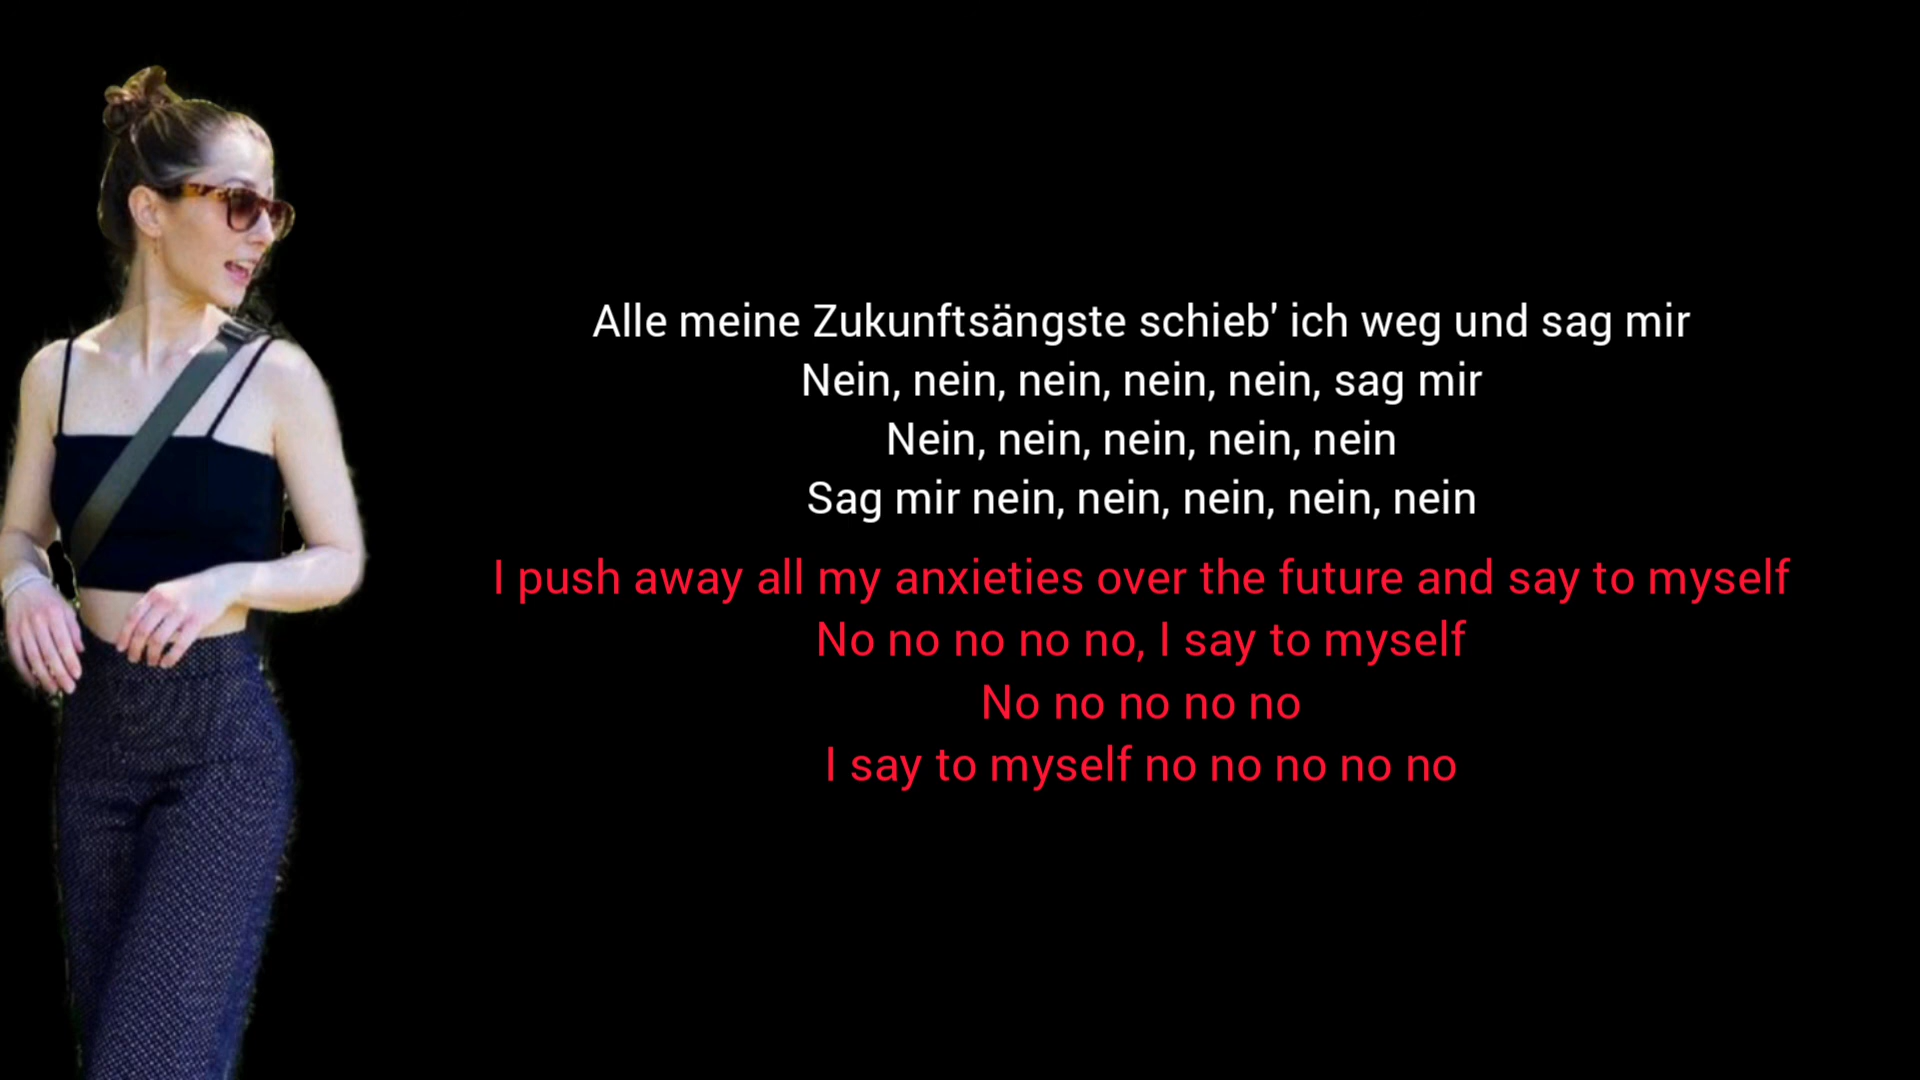 Alle meine Zukunftsängste schieb' ich weg und sag mir
Nein, nein, nein, nein, nein, sag mir
Nein, nein, nein, nein, nein
Sag mir nein, nein, nein, nein, nein
I push away all my anxieties over the future and say to myself
No no no no no, I say to myself
No no no no no
I say to myself no no no no no